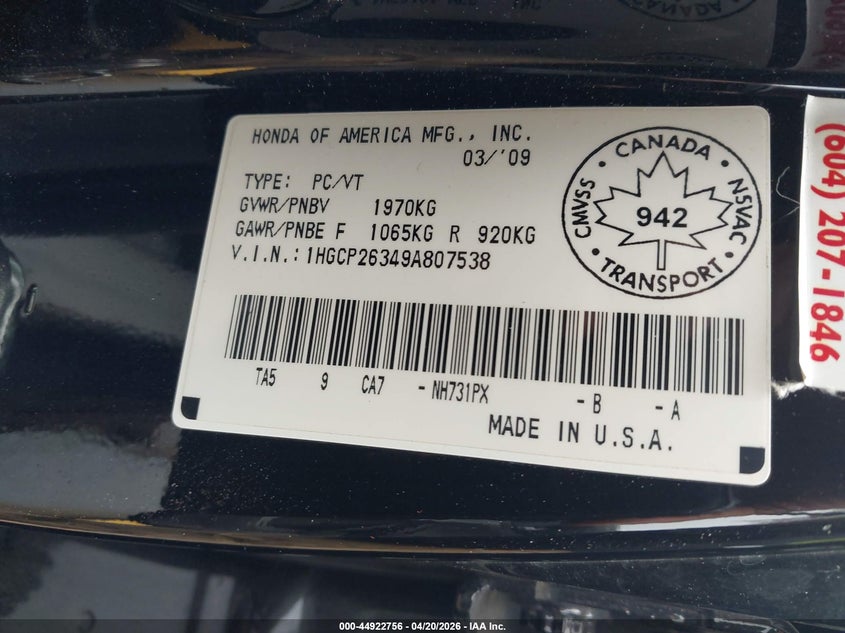 HONDA OF AMERICA MFG., INC.
03/'09
TYPE: PC/VT
GVWR/PNBV 1970KG
GAWR/PNBE F 1065KG R 920KG
V.I.N.: 1HGCP26349A807538
CANADA
CMVSS 942 NSVAC
TRANSPORT
TA5 9 CA7 -NH731PX -B -A
MADE IN U.S.A.
(604) 207-1846
000-44922756 - 04/20/2026 - IAA Inc.